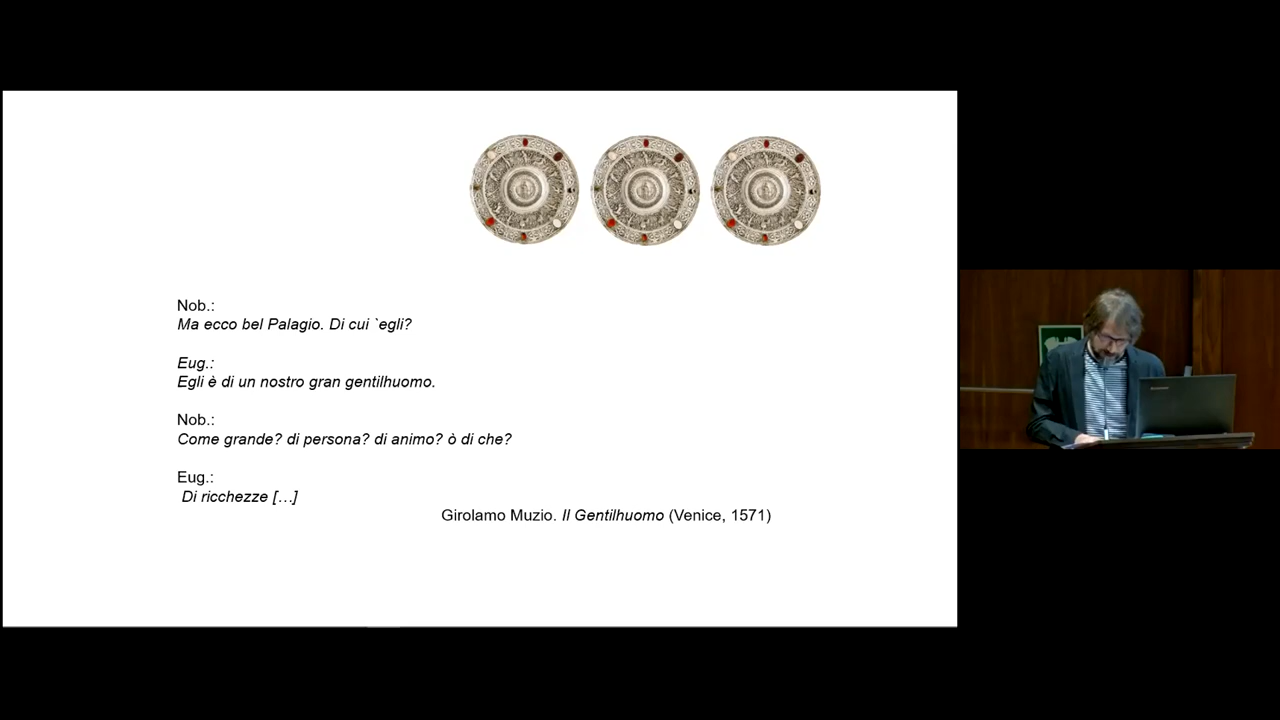 Nob.:
Ma ecco bel Palagio. Di cui `egli?
Eug.:
Egli è di un nostro gran gentilhuomo.
Nob.:
Come grande? di persona? di animo? ò di che?
Eug.:
Di ricchezze […]
Girolamo Muzio. Il Gentilhuomo (Venice, 1571)